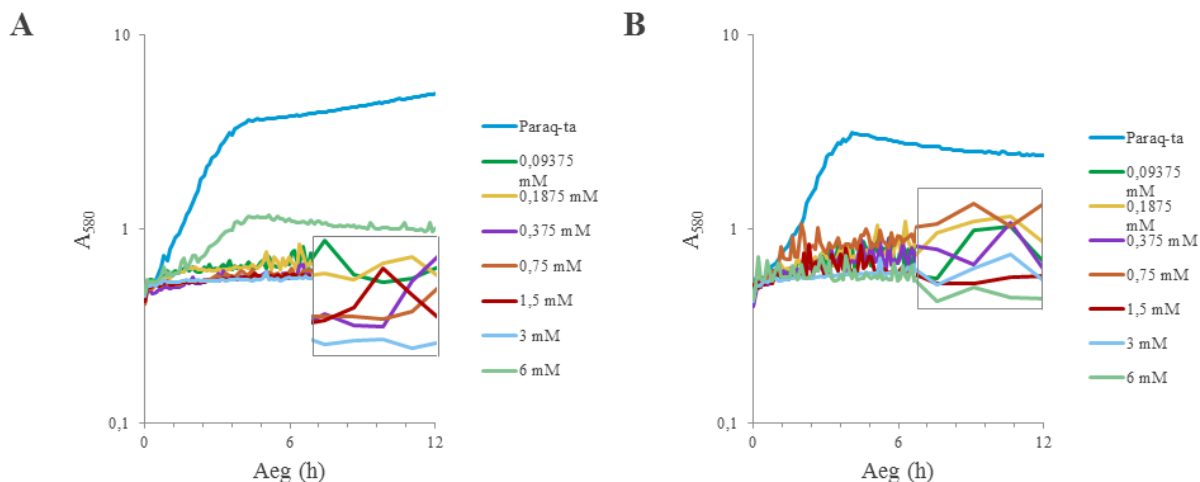 A
10
1
0,1
A580
0
6
12
Aeg (h)
Paraq-ta
0,09375
mM
0,1875 mM
0,375 mM
0,75 mM
1,5 mM
3 mM
6 mM
B
10
1
0,1
A580
0
6
12
Aeg (h)
Paraq-ta
0,09375
mM
0,1875
mM
0,375 mM
0,75 mM
1,5 mM
3 mM
6 mM